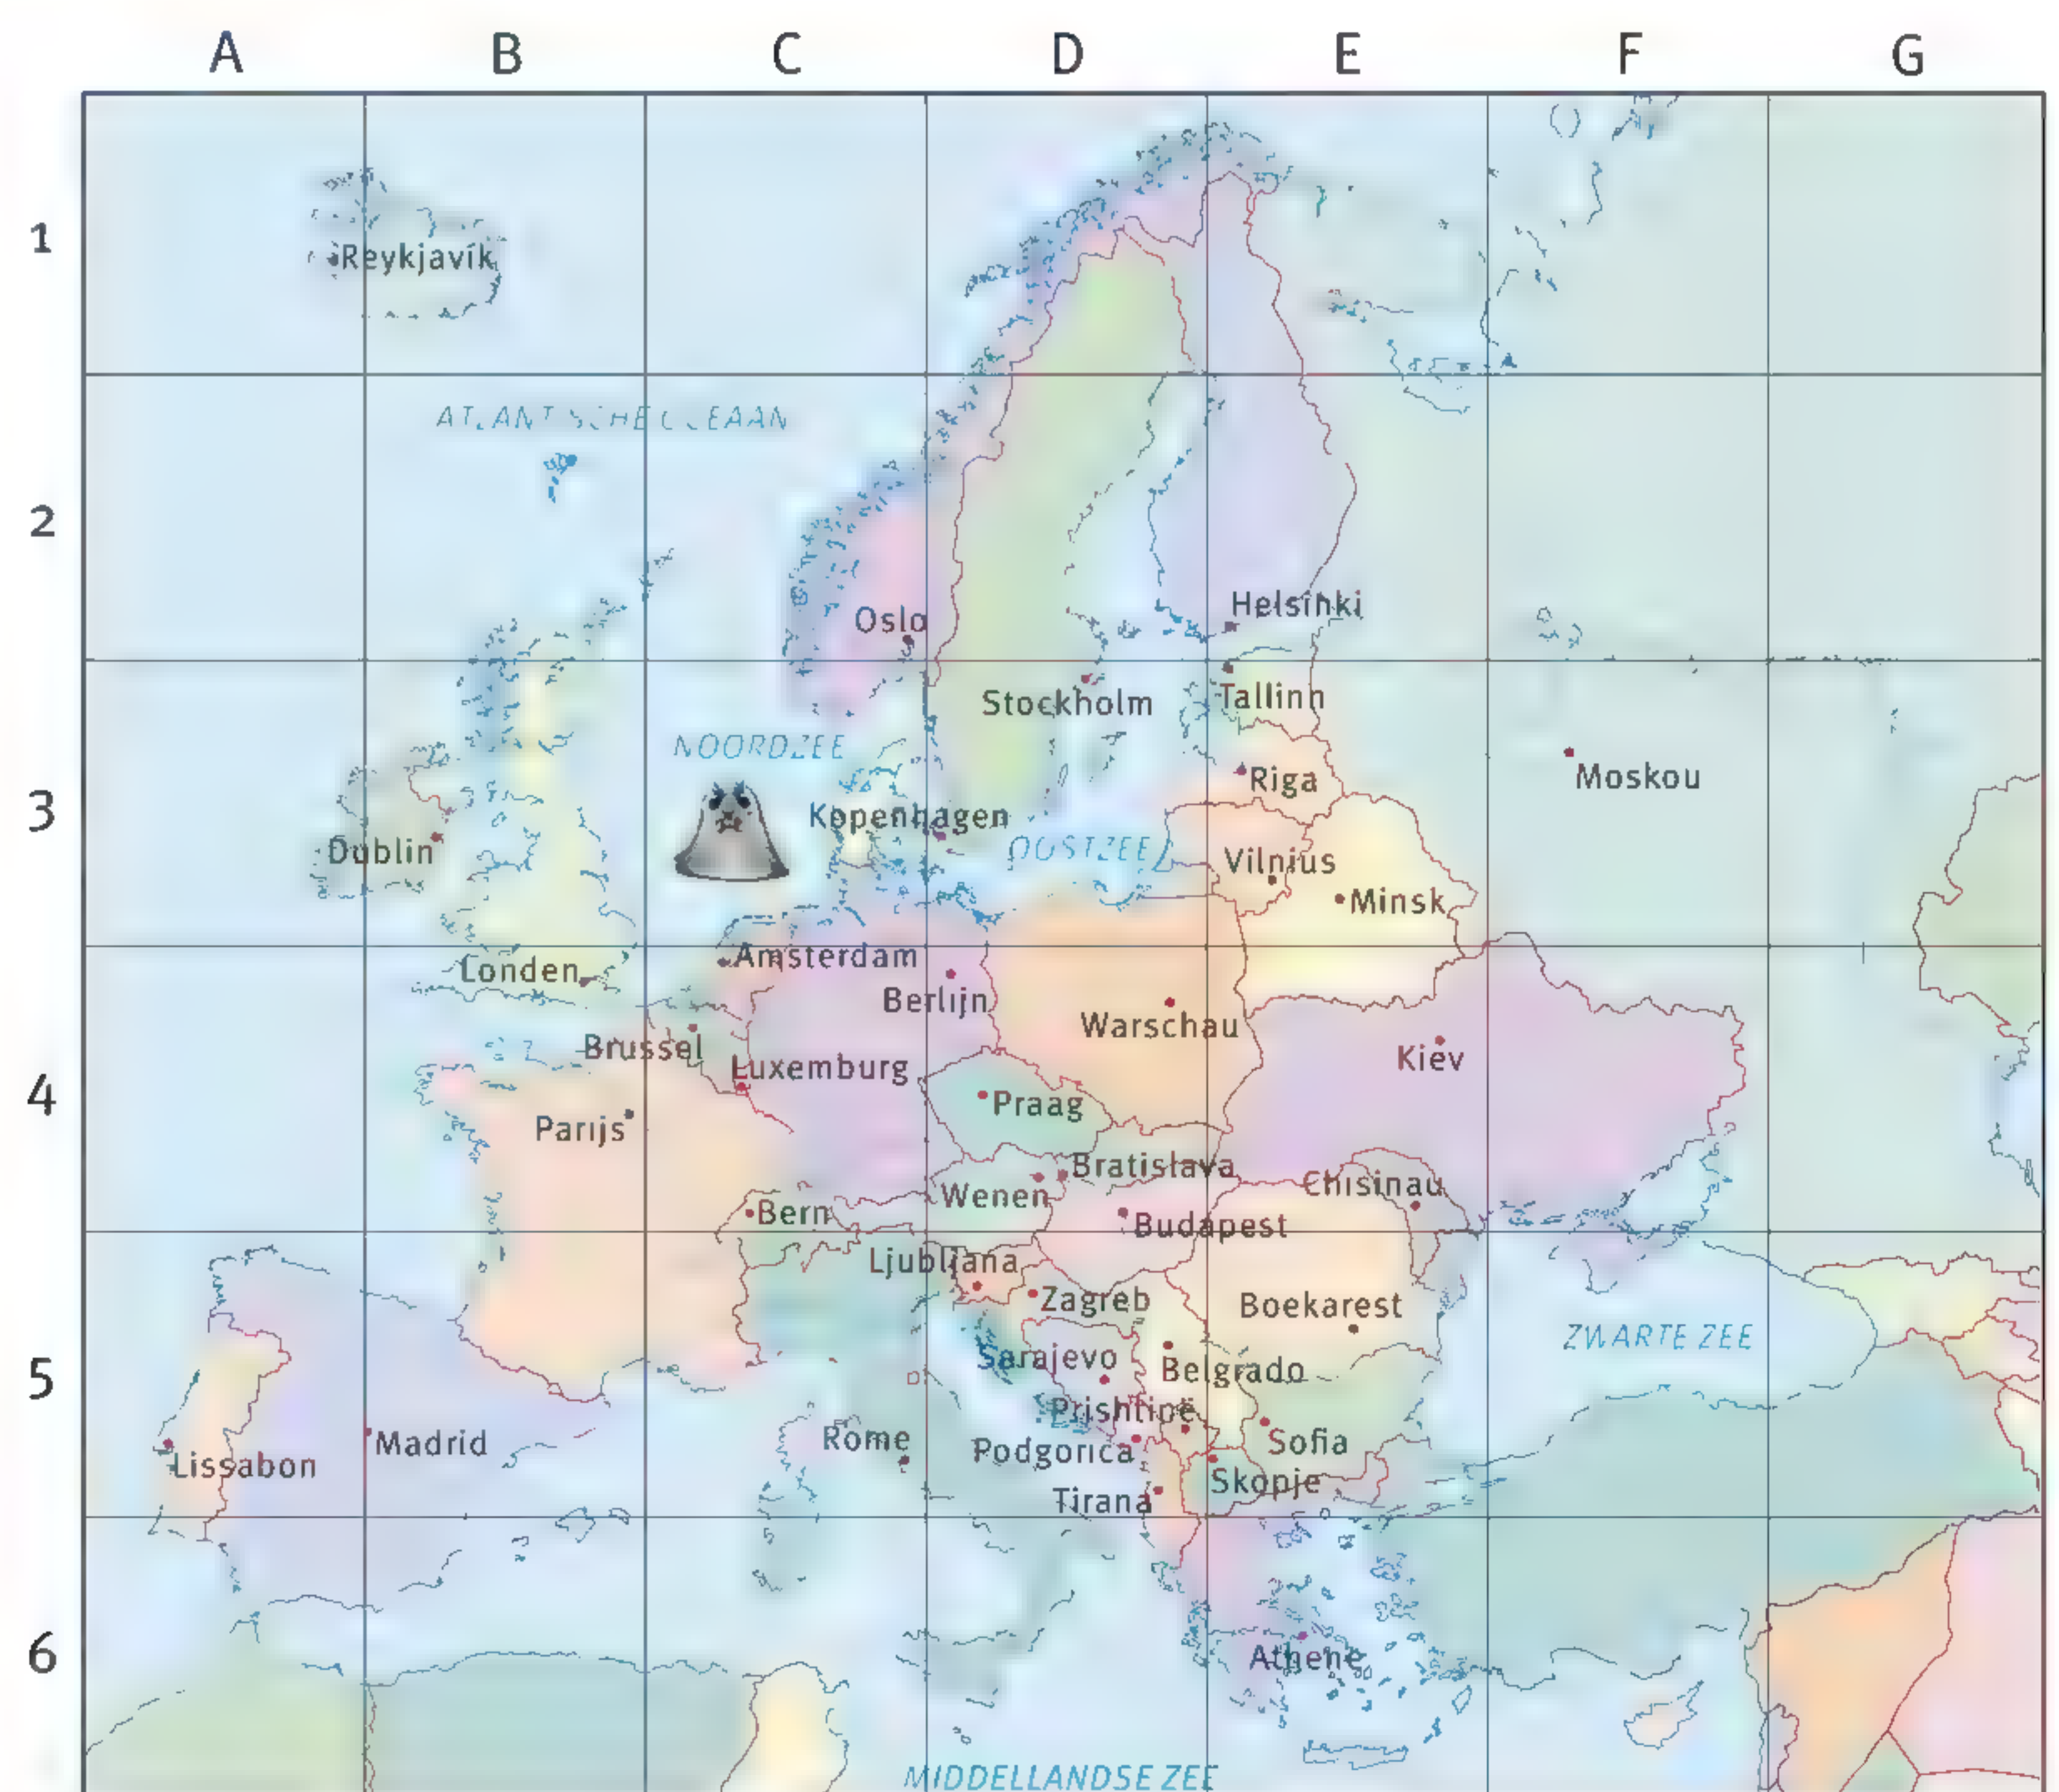 A B C D E F G
1
Reykjavík
ATLANTISCHE OCEAAN
2
Oslo
Helsinki
Stockholm
Tallinn
NOORDZEE
Riga
Moskou
3
Kopenhagen
Dublin
OOSTZEE
Vilnius
Minsk
Amsterdam
Londen
Berlijn
Warschau
Brussel
Luxemburg
Kiev
4
Praag
Parijs
Bratislava
Wenen
Chisinau
Bern
Budapest
Ljubljana
Zagreb
Boekarest
ZWARTE ZEE
5
Sarajevo
Belgrado
Prishtinë
Rome
Madrid
Podgorica
Sofia
Lissabon
Skopje
Tirana
6
Athene
MIDDELLANDSE ZEE